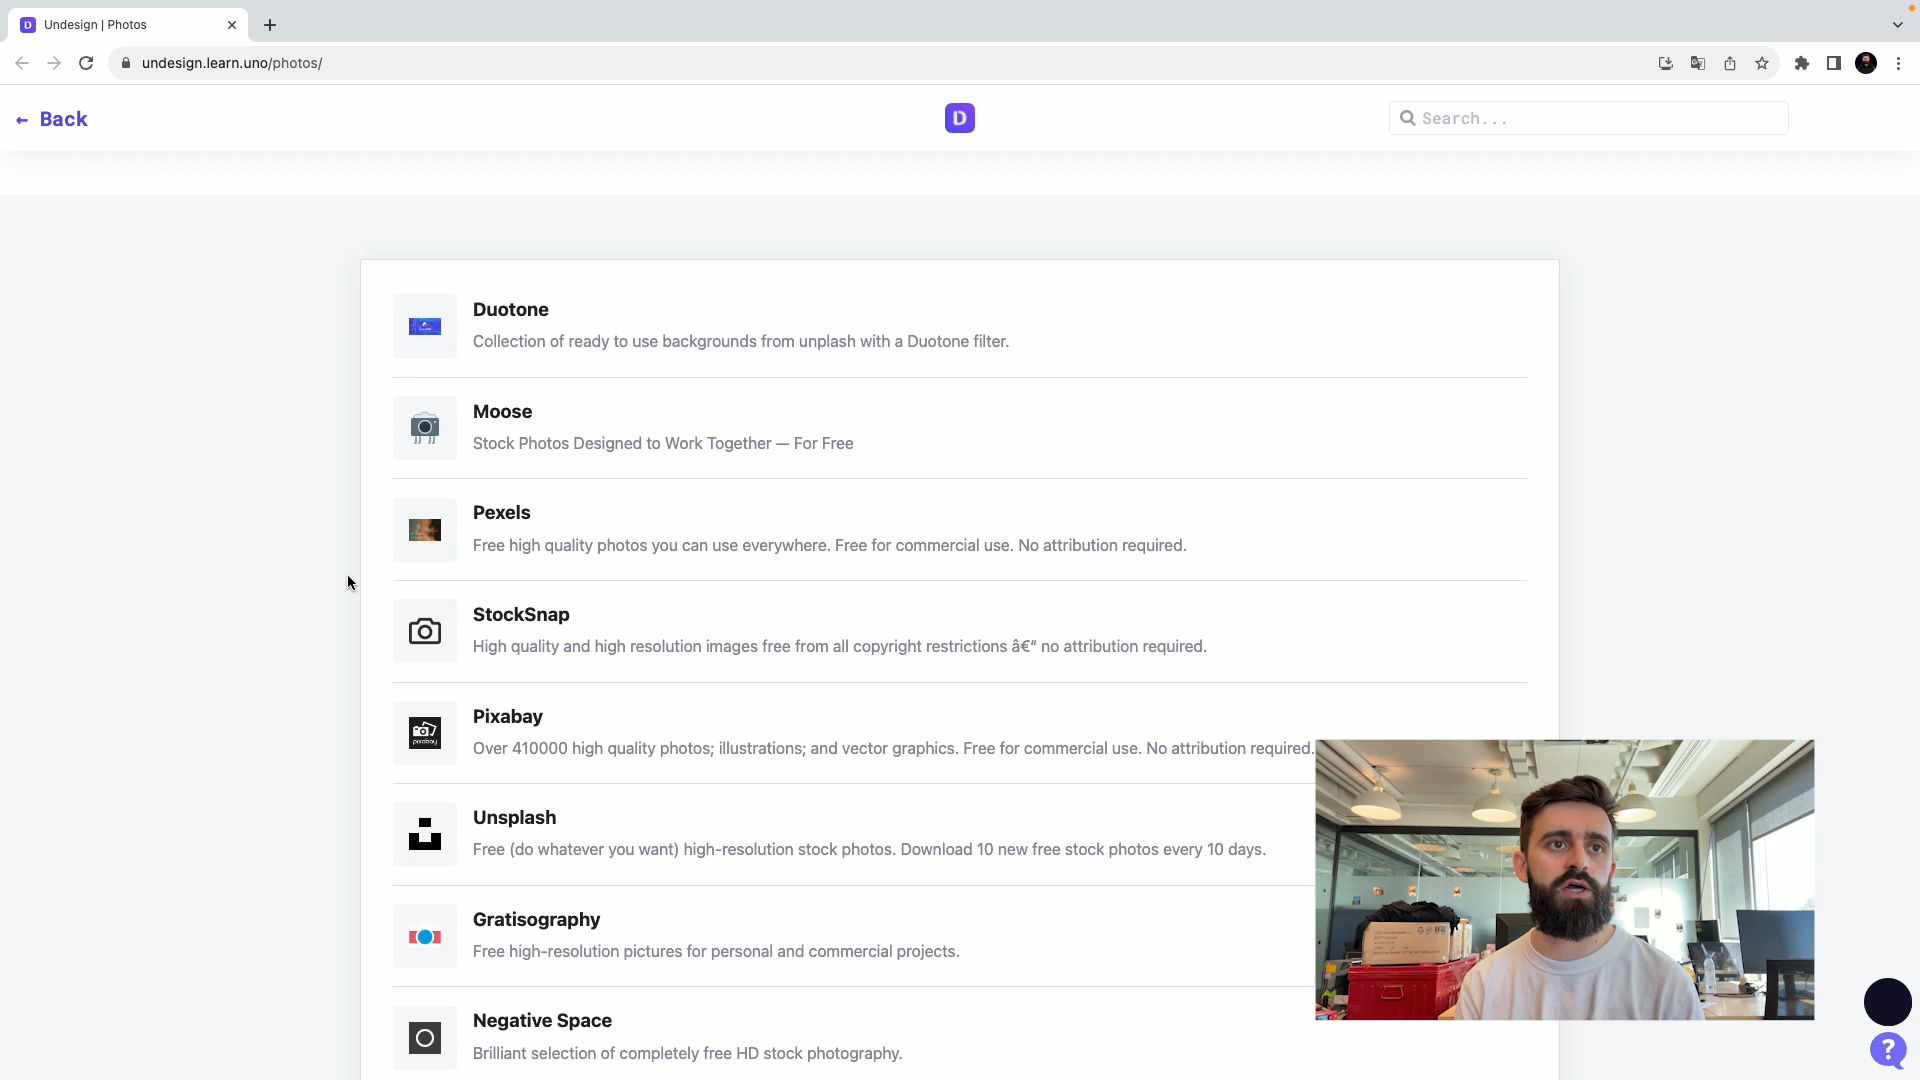 Undesign | Photos
undesign.learn.uno/photos/
← Back
D
Search...
Duotone
Collection of ready to use backgrounds from unplash with a Duotone filter.
Moose
Stock Photos Designed to Work Together — For Free
Pexels
Free high quality photos you can use everywhere. Free for commercial use. No attribution required.
StockSnap
High quality and high resolution images free from all copyright restrictions â€“ no attribution required.
Pixabay
Over 410000 high quality photos; illustrations; and vector graphics. Free for commercial use. No attribution required.
Unsplash
Free (do whatever you want) high-resolution stock photos. Download 10 new free stock photos every 10 days.
Gratisography
Free high-resolution pictures for personal and commercial projects.
Negative Space
Brilliant selection of completely free HD stock photography.
?